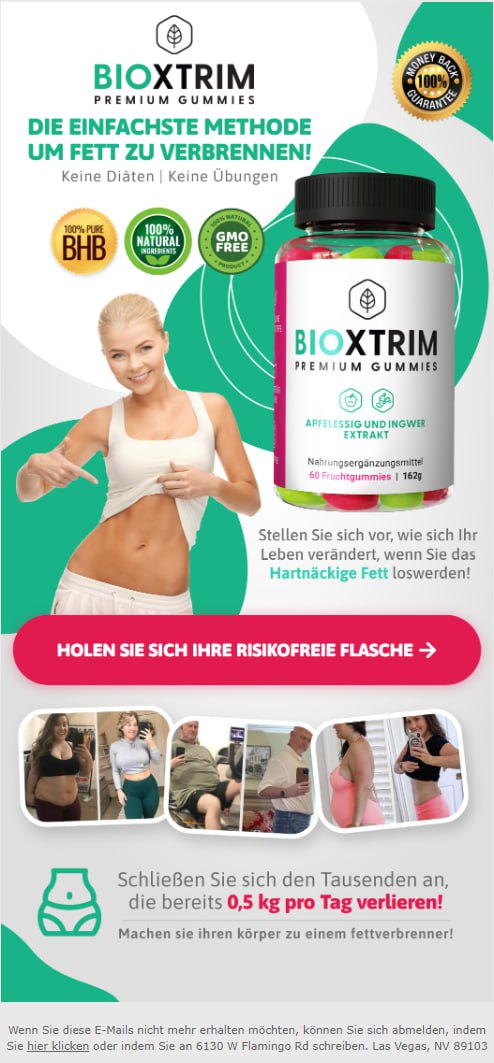 BIOXTRIM
PREMIUM GUMMIES
MONEY BACK
100%
GUARANTEE
DIE EINFACHSTE METHODE
UM FETT ZU VERBRENNEN!
Keine Diäten | Keine Übungen
100% PURE
BHB
100%
NATURAL
INGREDIENTS
100% NATURAL
GMO
FREE
PRODUCT
BIOXTRIM
PREMIUM GUMMIES
APFELESSIG UND INGWER
EXTRAKT
Nahrungsergänzungsmittel
60 Fruchtgummies | 162g
Stellen Sie sich vor, wie sich Ihr
Leben verändert, wenn Sie das
Hartnäckige Fett loswerden!
HOLEN SIE SICH IHRE RISIKOFREIE FLASCHE →
Schließen Sie sich den Tausenden an,
die bereits 0,5 kg pro Tag verlieren!
Machen sie ihren körper zu einem fettverbrenner!
Wenn Sie diese E-Mails nicht mehr erhalten möchten, können Sie sich abmelden, indem
Sie hier klicken oder indem Sie an 6130 W Flamingo Rd schreiben. Las Vegas, NV 89103